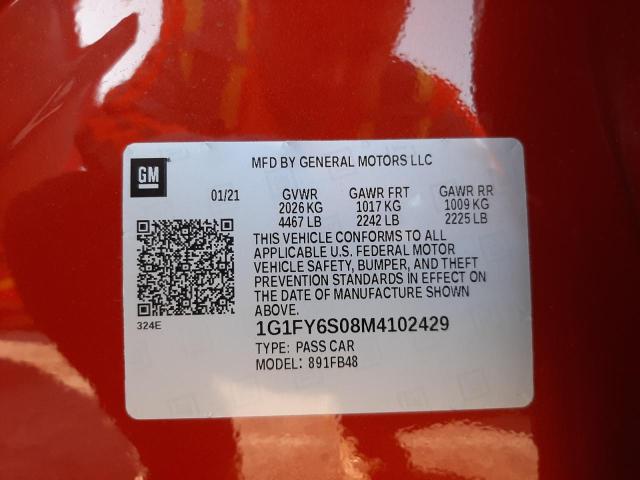 GM
MFD BY GENERAL MOTORS LLC
01/21 GVWR GAWR FRT GAWR RR
2026 KG 1017 KG 1009 KG
4467 LB 2242 LB 2225 LB
THIS VEHICLE CONFORMS TO ALL
APPLICABLE U.S. FEDERAL MOTOR
VEHICLE SAFETY, BUMPER, AND THEFT
PREVENTION STANDARDS IN EFFECT ON
THE DATE OF MANUFACTURE SHOWN
ABOVE.
324E
1G1FY6S08M4102429
TYPE: PASS CAR
MODEL: 891FB48